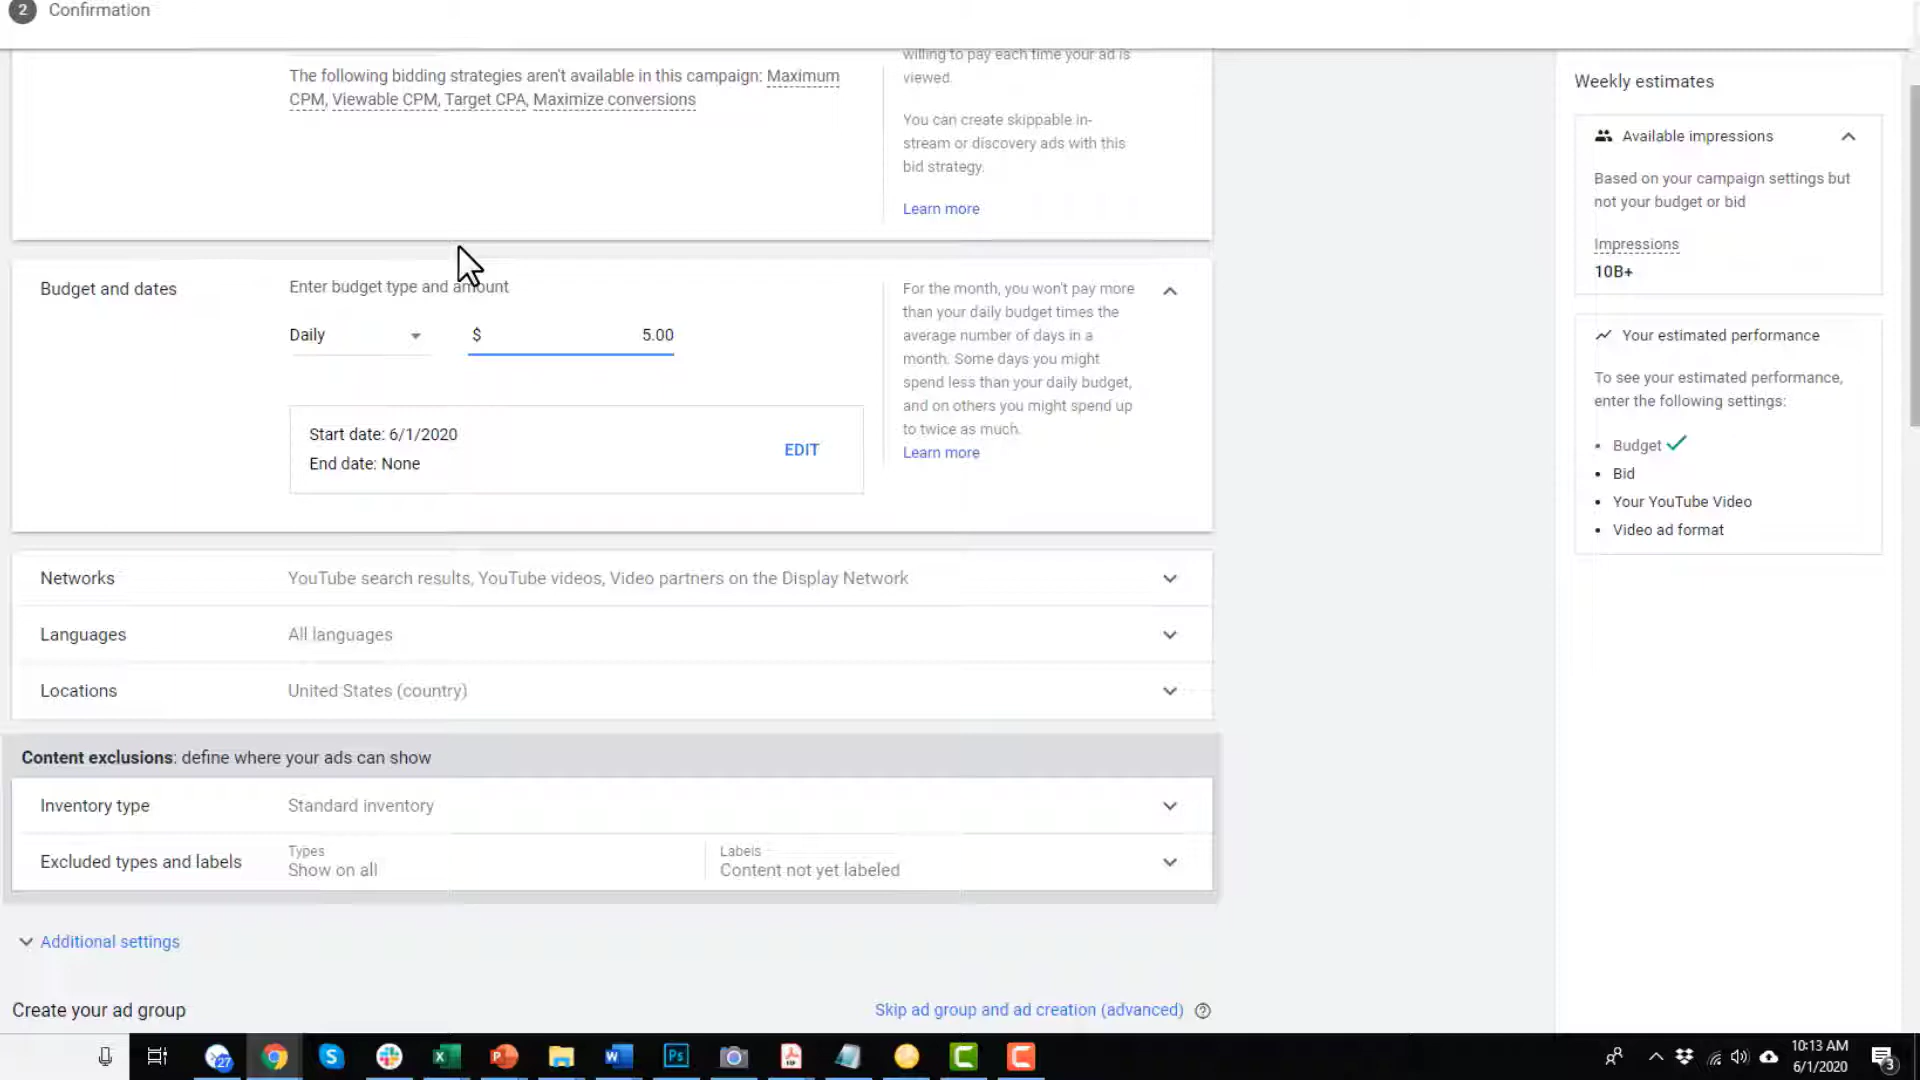 2 Confirmation
The following bidding strategies aren't available in this campaign: Maximum
CPM, Viewable CPM, Target CPA, Maximize conversions
willing to pay each time your ad is
viewed.
You can create skippable in-
stream or discovery ads with this
bid strategy.
Learn more
Budget and dates
Enter budget type and amount
Daily
$ 5.00
Start date: 6/1/2020
End date: None
EDIT
For the month, you won't pay more
than your daily budget times the
average number of days in a
month. Some days you might
spend less than your daily budget,
and on others you might spend up
to twice as much.
Learn more
Networks
YouTube search results, YouTube videos, Video partners on the Display Network
Languages
All languages
Locations
United States (country)
Content exclusions: define where your ads can show
Inventory type
Standard inventory
Excluded types and labels
Types
Show on all
Labels
Content not yet labeled
Additional settings
Create your ad group
Skip ad group and ad creation (advanced)
Weekly estimates
Available impressions
Based on your campaign settings but
not your budget or bid
Impressions
10B+
Your estimated performance
To see your estimated performance,
enter the following settings:
• Budget
• Bid
• Your YouTube Video
• Video ad format
27
10:13 AM
6/1/2020
3